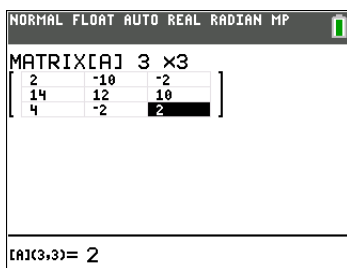 NORMAL FLOAT AUTO REAL RADIAN MP
MATRIX[A] 3 ×3
2 -10 -2
14 12 10
4 -2 2
[A](3,3)= 2